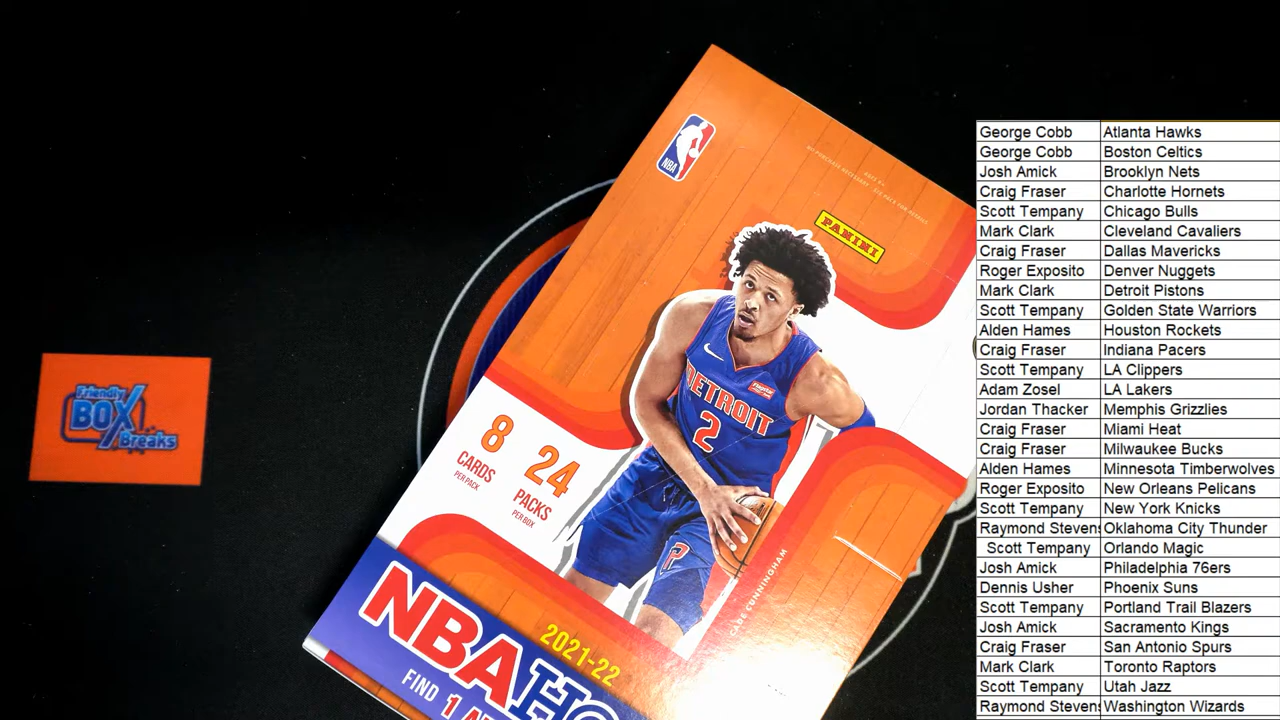 NBA
PANINI
DETROIT
2
8
CARDS
PER PACK
24
PACKS
PER BOX
CADE CUNNINGHAM
2021-22
NBA HO
FIND 1 A
Friendly
BOX
Breaks
George Cobb Atlanta Hawks
George Cobb Boston Celtics
Josh Amick Brooklyn Nets
Craig Fraser Charlotte Hornets
Scott Tempany Chicago Bulls
Mark Clark Cleveland Cavaliers
Craig Fraser Dallas Mavericks
Roger Exposito Denver Nuggets
Mark Clark Detroit Pistons
Scott Tempany Golden State Warriors
Alden Hames Houston Rockets
Craig Fraser Indiana Pacers
Scott Tempany LA Clippers
Adam Zosel LA Lakers
Jordan Thacker Memphis Grizzlies
Craig Fraser Miami Heat
Craig Fraser Milwaukee Bucks
Alden Hames Minnesota Timberwolves
Roger Exposito New Orleans Pelicans
Scott Tempany New York Knicks
Raymond Stevens Oklahoma City Thunder
Scott Tempany Orlando Magic
Josh Amick Philadelphia 76ers
Dennis Usher Phoenix Suns
Scott Tempany Portland Trail Blazers
Josh Amick Sacramento Kings
Craig Fraser San Antonio Spurs
Mark Clark Toronto Raptors
Scott Tempany Utah Jazz
Raymond Stevens Washington Wizards